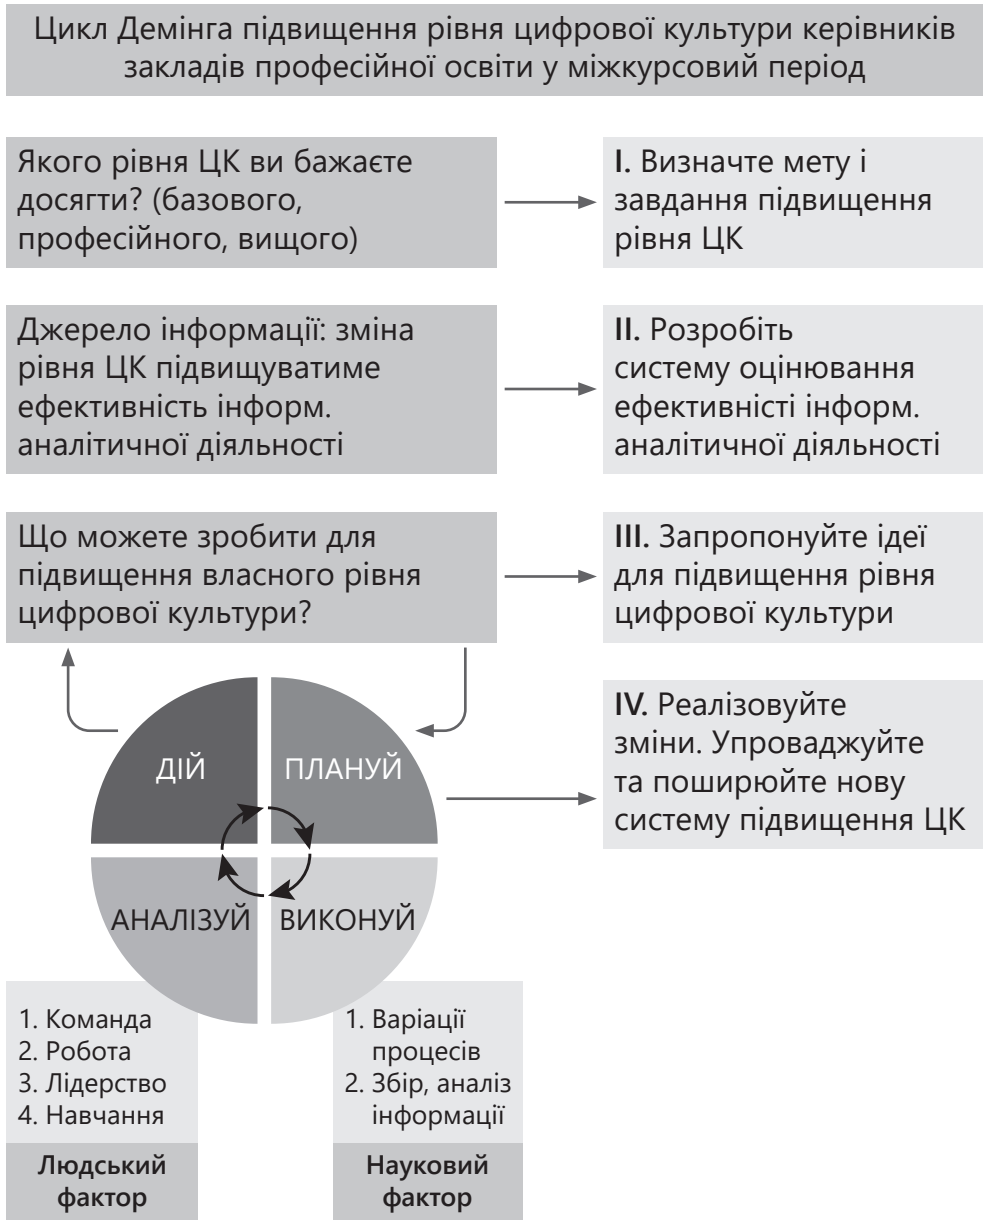 Цикл Демінга підвищення рівня цифрової культури керівників
закладів професійної освіти у міжкурсовий період
Якого рівня ЦК ви бажаєте
досягти? (базового,
професійного, вищого)
I. Визначте мету і
завдання підвищення
рівня ЦК
Джерело інформації: зміна
рівня ЦК підвищуватиме
ефективність інформ.
аналітичної діяльності
II. Розробіть
систему оцінювання
ефективністі інформ.
аналітичної діяльності
Що можете зробити для
підвищення власного рівня
цифрової культури?
III. Запропонуйте ідеї
для підвищення рівня
цифрової культури
ДІЙ
ПЛАНУЙ
АНАЛІЗУЙ
ВИКОНУЙ
IV. Реалізовуйте
зміни. Упроваджуйте
та поширюйте нову
систему підвищення ЦК
1. Команда
2. Робота
3. Лідерство
4. Навчання
Людський
фактор
1. Варіації
процесів
2. Збір, аналіз
інформації
Науковий
фактор